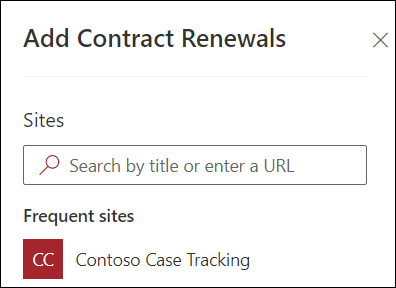 Add Contract Renewals
Sites
Search by title or enter a URL
Frequent sites
CC Contoso Case Tracking